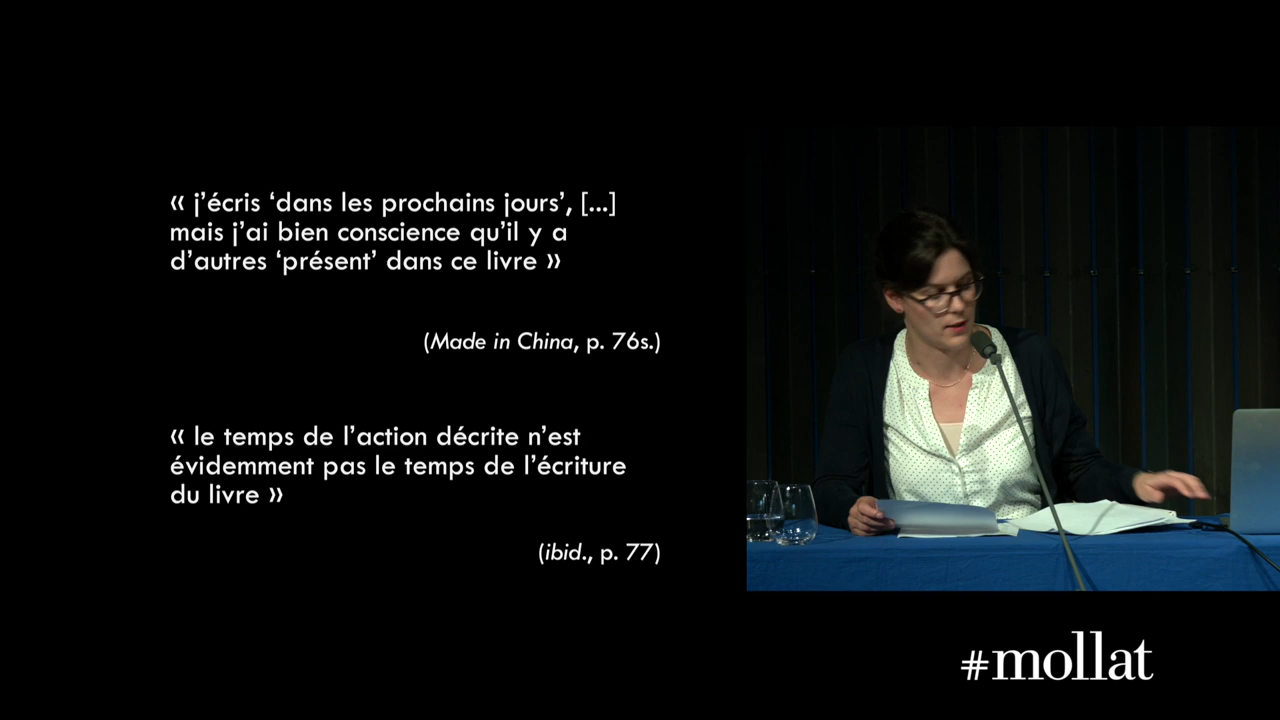 « j’écris ‘dans les prochains jours’, [...]
mais j’ai bien conscience qu’il y a
d’autres ‘présent’ dans ce livre »
(Made in China, p. 76s.)
« le temps de l’action décrite n’est
évidemment pas le temps de l’écriture
du livre »
(ibid., p. 77)
#mollat